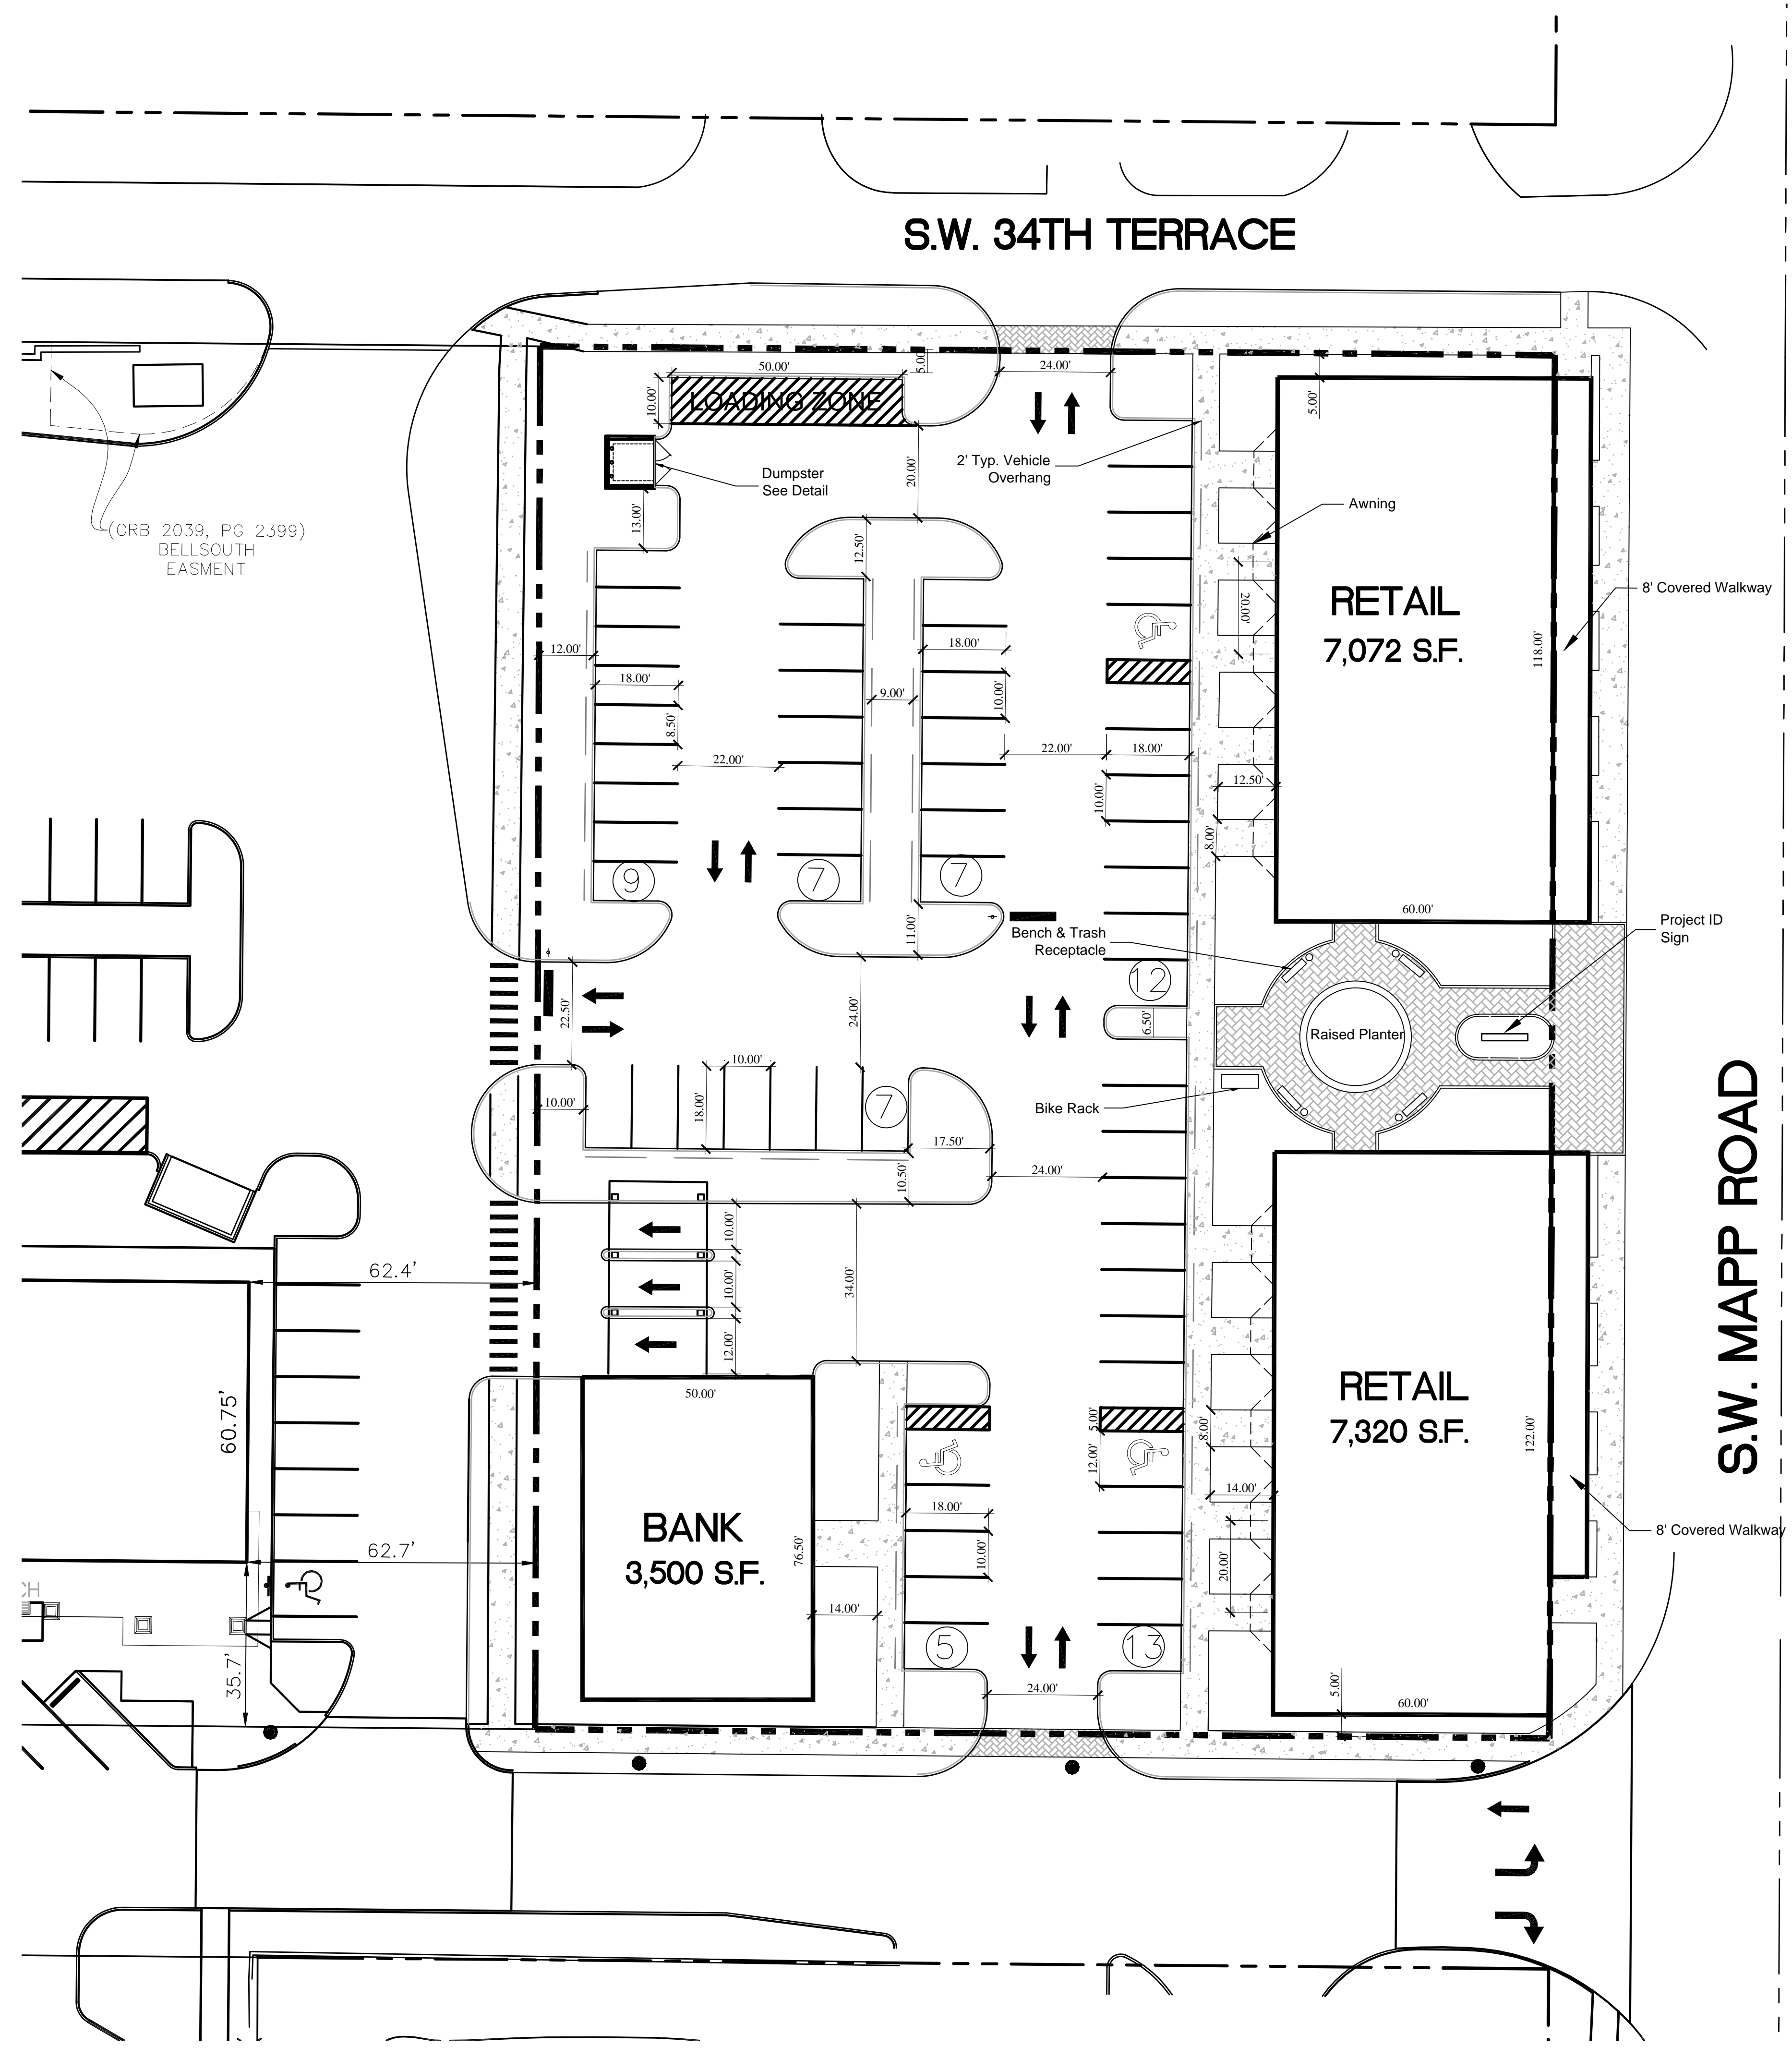 S.W. 34TH TERRACE
50.00'
5.00'
24.00'
10.00'
LOADING ZONE
5.00'
2' Typ. Vehicle
Overhang
Dumpster
See Detail
20.00'
13.00'
Awning
(ORB 2039, PG 2399)
BELLSOUTH
EASMENT
12.50'
20.00'
RETAIL
7,072 S.F.
8' Covered Walkway
118.00'
12.00'
18.00'
18.00'
9.00'
10.00'
8.50'
22.00'
22.00'
18.00'
10.00'
12.50'
8.00'
9
7
7
60.00'
11.00'
Bench & Trash
Receptacle
Project ID
Sign
12
22.50'
24.00'
6.50'
Raised Planter
10.00'
10.00'
18.00'
7
Bike Rack
17.50'
10.50'
24.00'
S.W. MAPP ROAD
10.00'
62.4'
10.00'
34.00'
12.00'
50.00'
60.75'
RETAIL
7,320 S.F.
5.00'
8.00'
12.00'
122.00'
14.00'
18.00'
BANK
3,500 S.F.
76.50'
10.00'
8' Covered Walkway
62.7'
20.00'
CH
14.00'
5
13
35.7'
24.00'
5.00'
60.00'